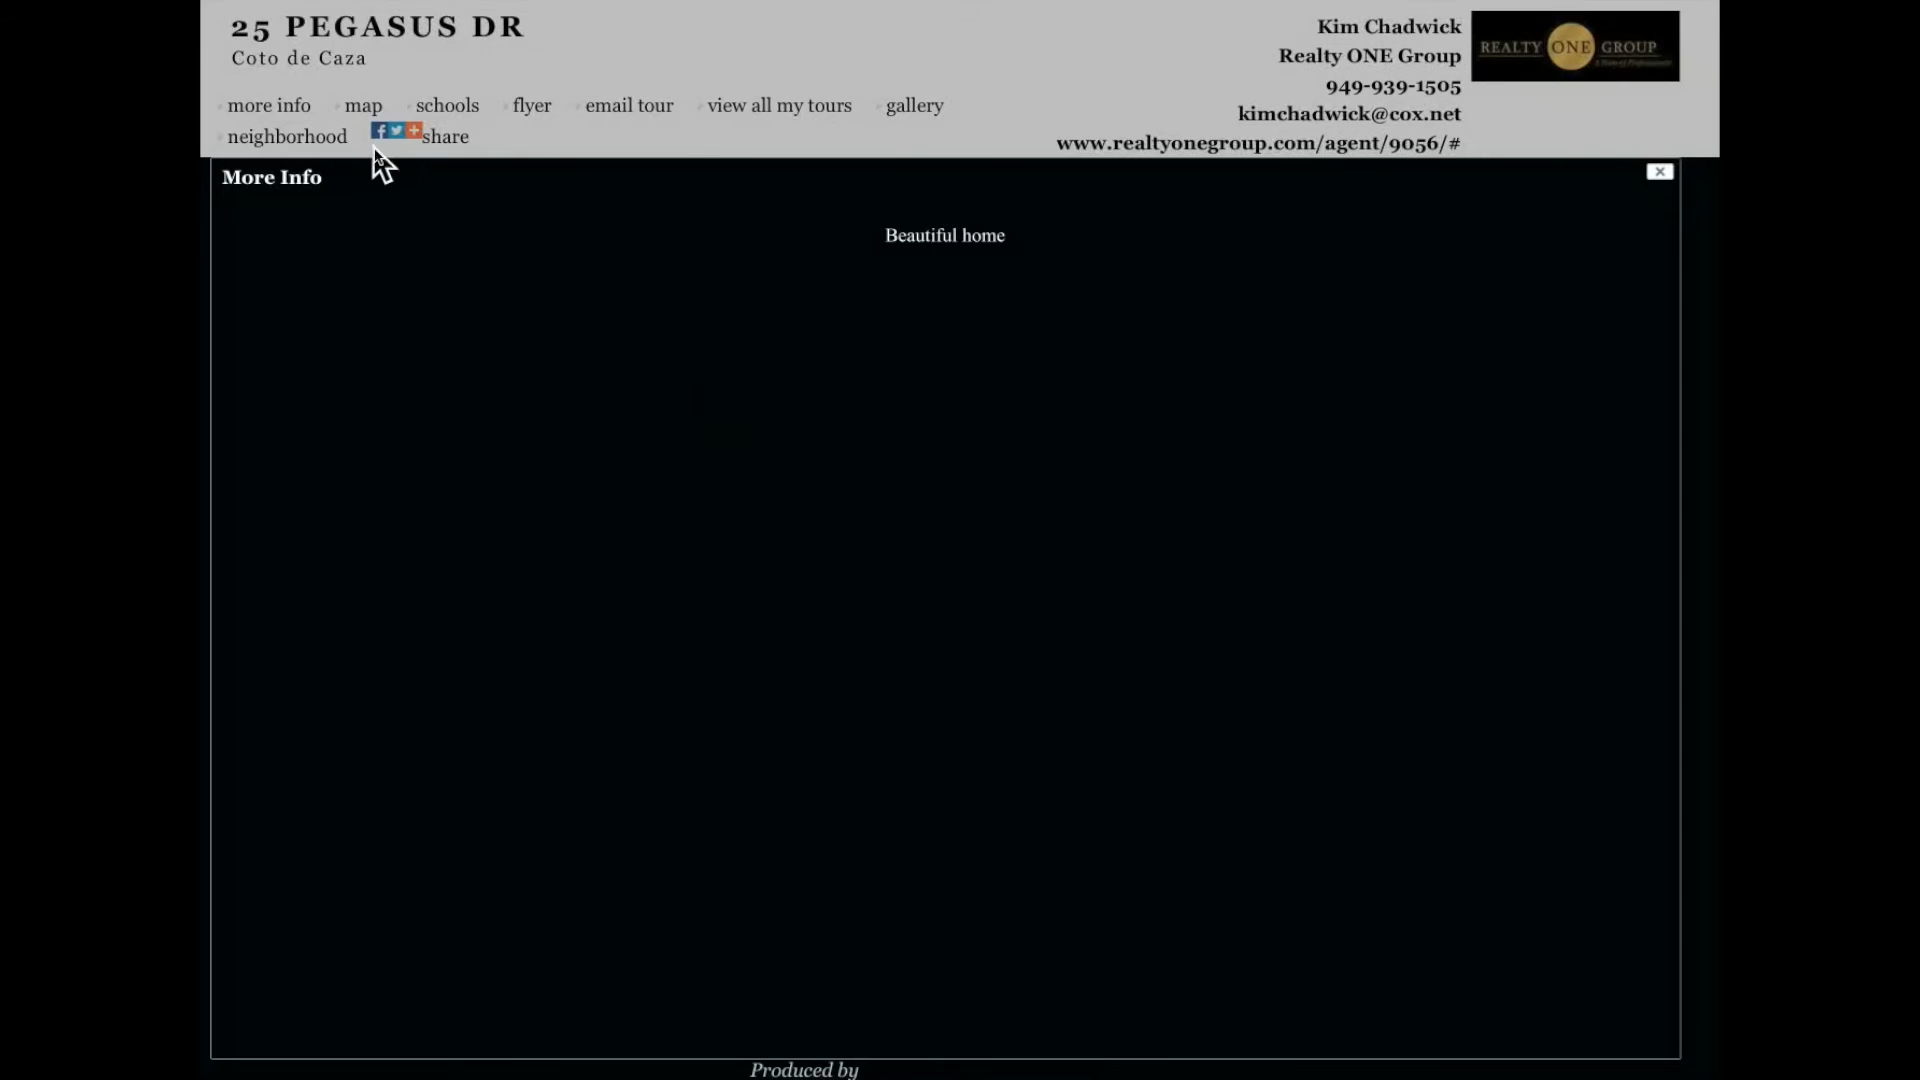 25 PEGASUS DR
Coto de Caza
more info map schools flyer email tour view all my tours gallery
neighborhood share
Kim Chadwick
Realty ONE Group
949-939-1505
kimchadwick@cox.net
www.realtyonegroup.com/agent/9056/#
REALTY ONE GROUP
More Info
Beautiful home
Produced by